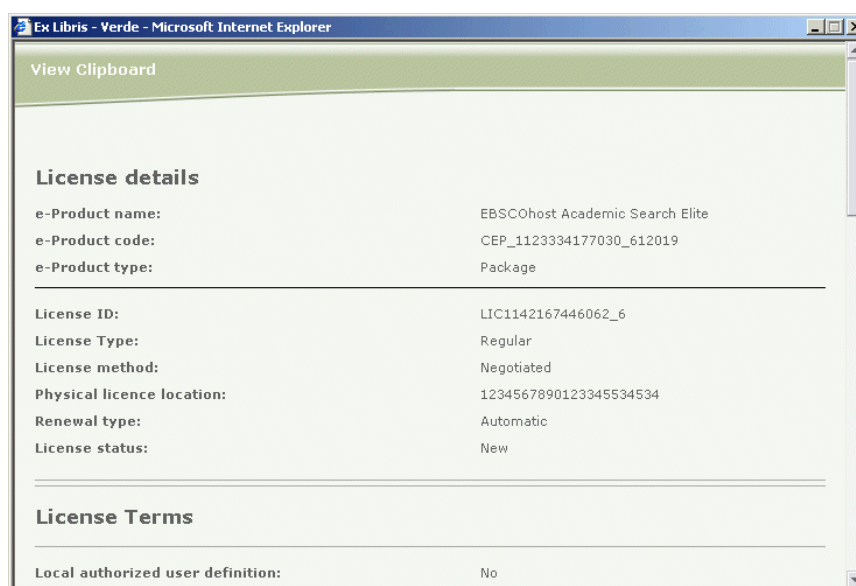 Ex Libris - Verde - Microsoft Internet Explorer
View Clipboard
License details
e-Product name: EBSCOhost Academic Search Elite
e-Product code: CEP_1123334177030_612019
e-Product type: Package
License ID: LIC1142167446062_6
License Type: Regular
License method: Negotiated
Physical licence location: 1234567890123345534534
Renewal type: Automatic
License status: New
License Terms
Local authorized user definition: No